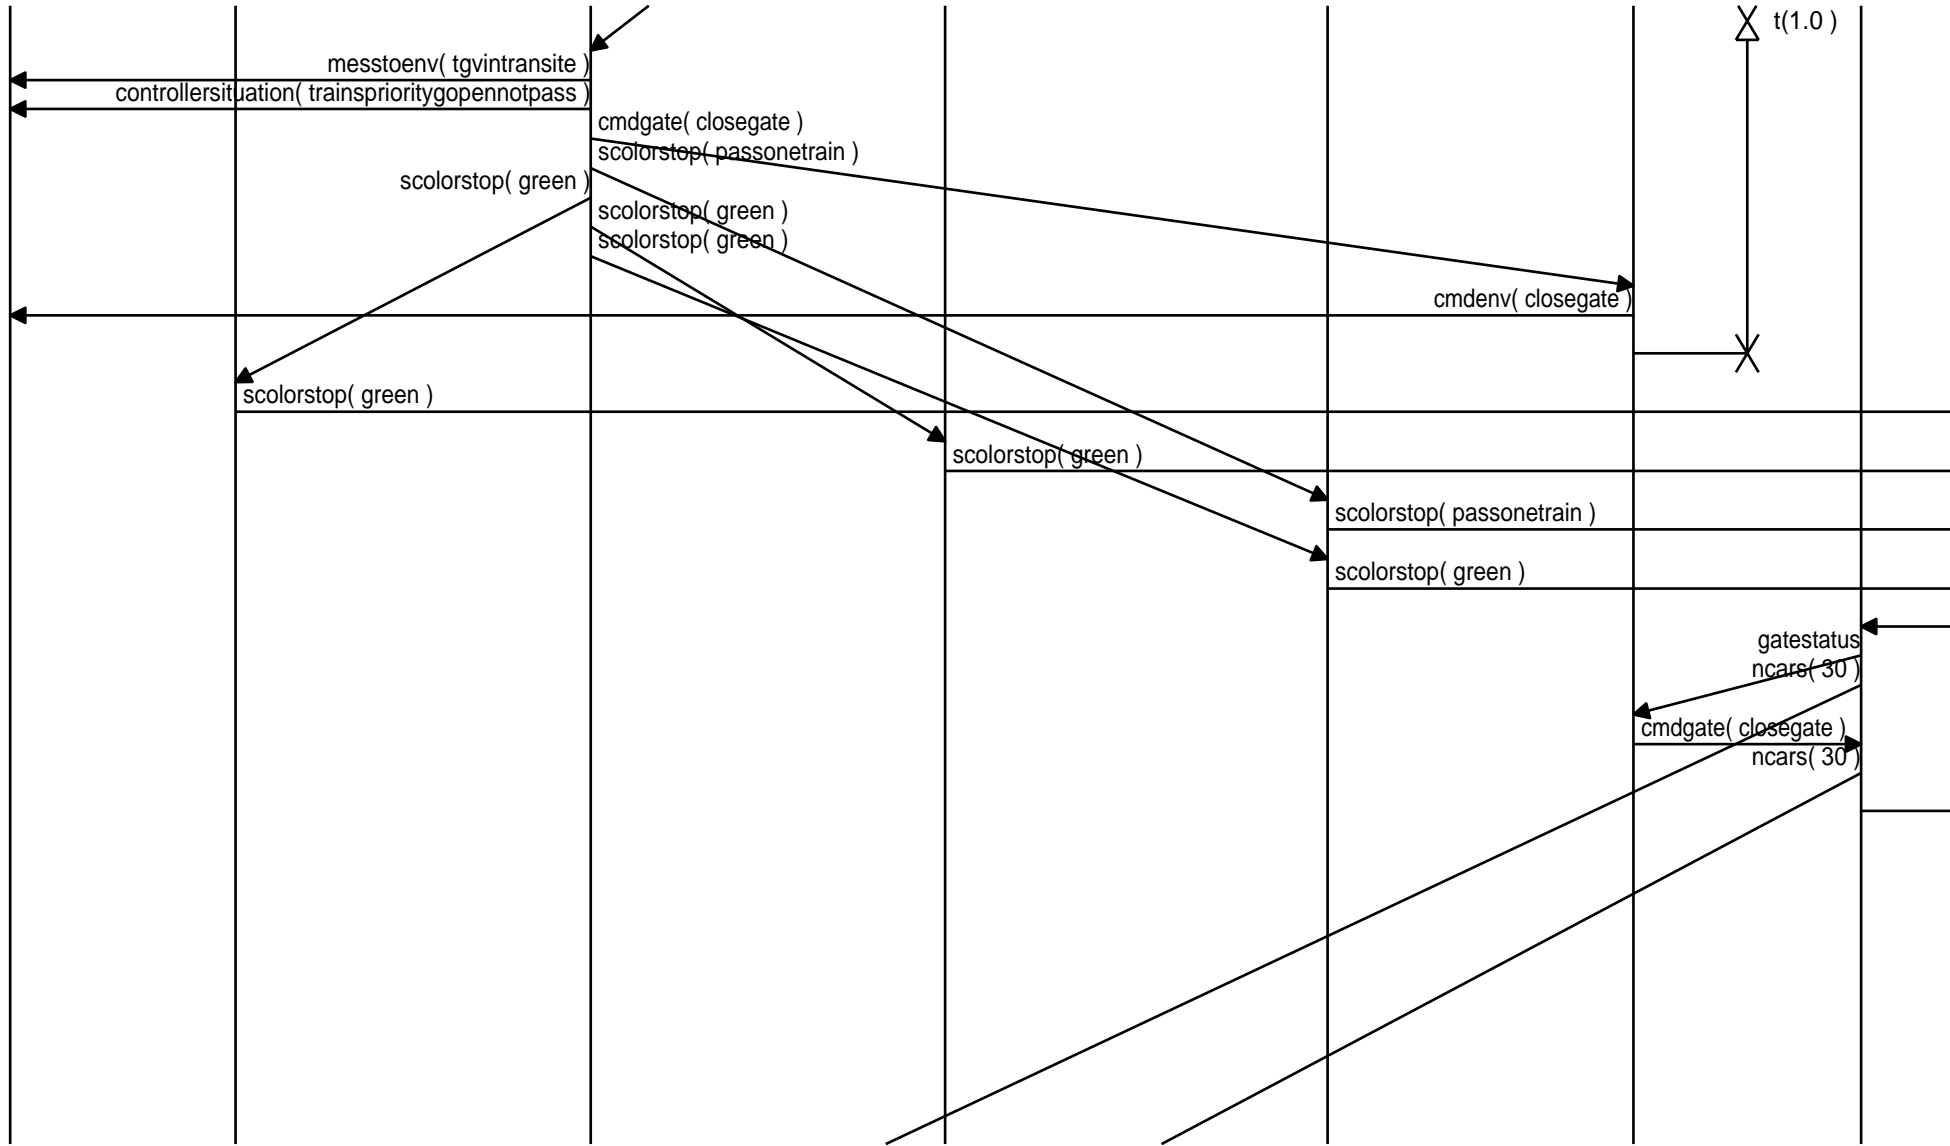 t(1.0 )
messtoenv( tgvintransite )
controllersituation( trainsprioritygopennotpass )
cmdgate( closegate )
scolorstop( passonetrain )
scolorstop( green )
scolorstop( green )
scolorstop( green )
cmdenv( closegate )
scolorstop( green )
scolorstop( green )
scolorstop( passonetrain )
scolorstop( green )
gatestatus
ncars( 30 )
cmdgate( closegate )
ncars( 30 )